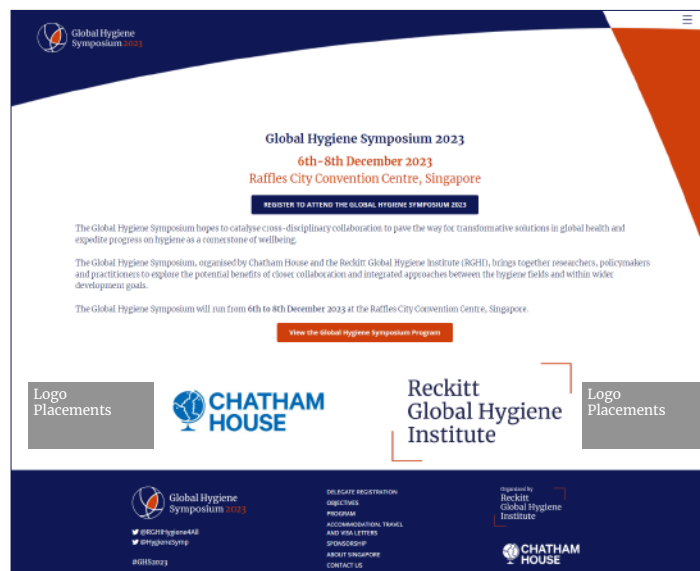 Global Hygiene
Symposium 2023
Global Hygiene Symposium 2023
6th-8th December 2023
Raffles City Convention Centre, Singapore
REGISTER TO ATTEND THE GLOBAL HYGIENE SYMPOSIUM 2023
The Global Hygiene Symposium hopes to catalyse cross-disciplinary collaboration to pave the way for transformative solutions in global health and
expedite progress on hygiene as a cornerstone of wellbeing.
The Global Hygiene Symposium, organised by Chatham House and the Reckitt Global Hygiene Institute (RGHI), brings together researchers, policymakers
and practitioners to explore the potential benefits of closer collaboration and integrated approaches between the hygiene fields and within wider
development goals.
The Global Hygiene Symposium will run from 6th to 8th December 2023 at the Raffles City Convention Centre, Singapore.
View the Global Hygiene Symposium Program
Logo
Placements
CHATHAM
HOUSE
Reckitt
Global Hygiene
Institute
Logo
Placements
Global Hygiene
Symposium 2023
@RGHIHygiene4All
@HygieneSymp
#GHS2023
DELEGATE REGISTRATION
OBJECTIVES
PROGRAM
ACCOMMODATION, TRAVEL
AND VISA LETTERS
SPONSORSHIP
ABOUT SINGAPORE
CONTACT US
Organised by
Reckitt
Global Hygiene
Institute
CHATHAM
HOUSE